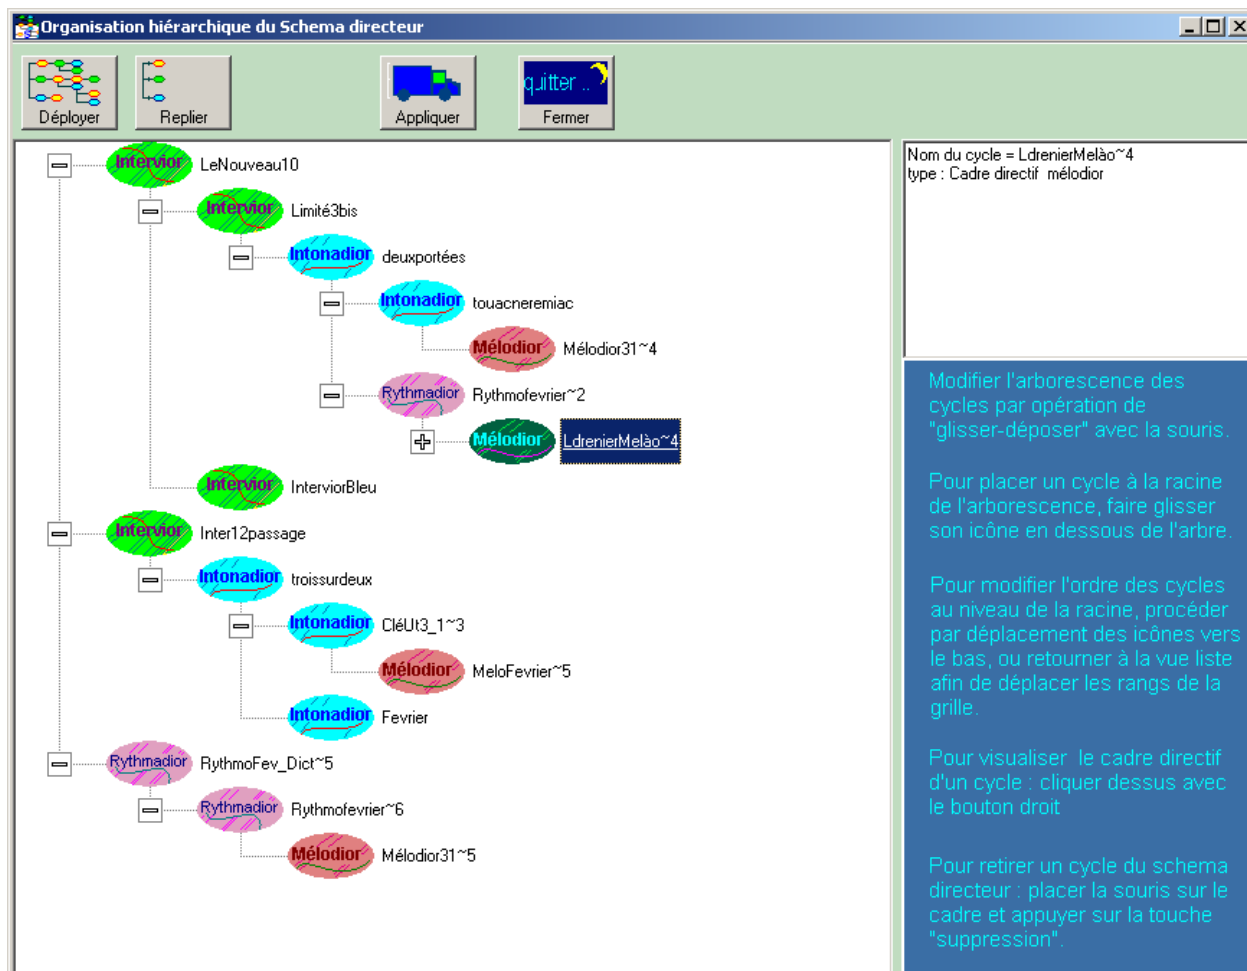 Organisation hiérarchique du Schema directeur
Déployer
Replier
Appliquer
quitter ..
Fermer
Intervior LeNouveau10
Intervior Limité3bis
Intonadior deuxportées
Intonadior touacneremiac
Mélodior Mélodior31~4
Rythmadior Rythmofevrier~2
Mélodior LdrenierMelào~4
Intervior InterviorBleu
Intervior Inter12passage
Intonadior troissurdeux
Intonadior CléUt3_1~3
Mélodior MeloFevrier~5
Intonadior Fevrier
Rythmadior RythmoFev_Dict~5
Rythmadior Rythmofevrier~6
Mélodior Mélodior31~5
Nom du cycle = LdrenierMelào~4
type : Cadre directif mélodior
Modifier l'arborescence des
cycles par opération de
"glisser-déposer" avec la souris.
Pour placer un cycle à la racine
de l'arborescence, faire glisser
son icône en dessous de l'arbre.
Pour modifier l'ordre des cycles
au niveau de la racine, procéder
par déplacement des icônes vers
le bas, ou retourner à la vue liste
afin de déplacer les rangs de la
grille.
Pour visualiser le cadre directif
d'un cycle : cliquer dessus avec
le bouton droit
Pour retirer un cycle du schema
directeur : placer la souris sur le
cadre et appuyer sur la touche
"suppression".